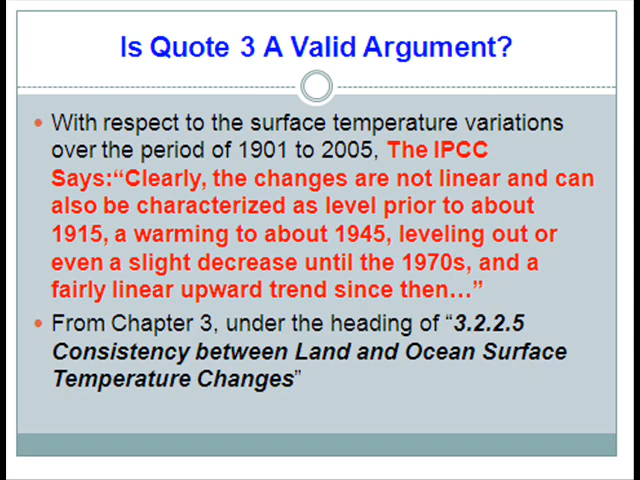 Is Quote 3 A Valid Argument?
• With respect to the surface temperature variations
over the period of 1901 to 2005, The IPCC
Says:“Clearly, the changes are not linear and can
also be characterized as level prior to about
1915, a warming to about 1945, leveling out or
even a slight decrease until the 1970s, and a
fairly linear upward trend since then…”
• From Chapter 3, under the heading of “3.2.2.5
Consistency between Land and Ocean Surface
Temperature Changes”